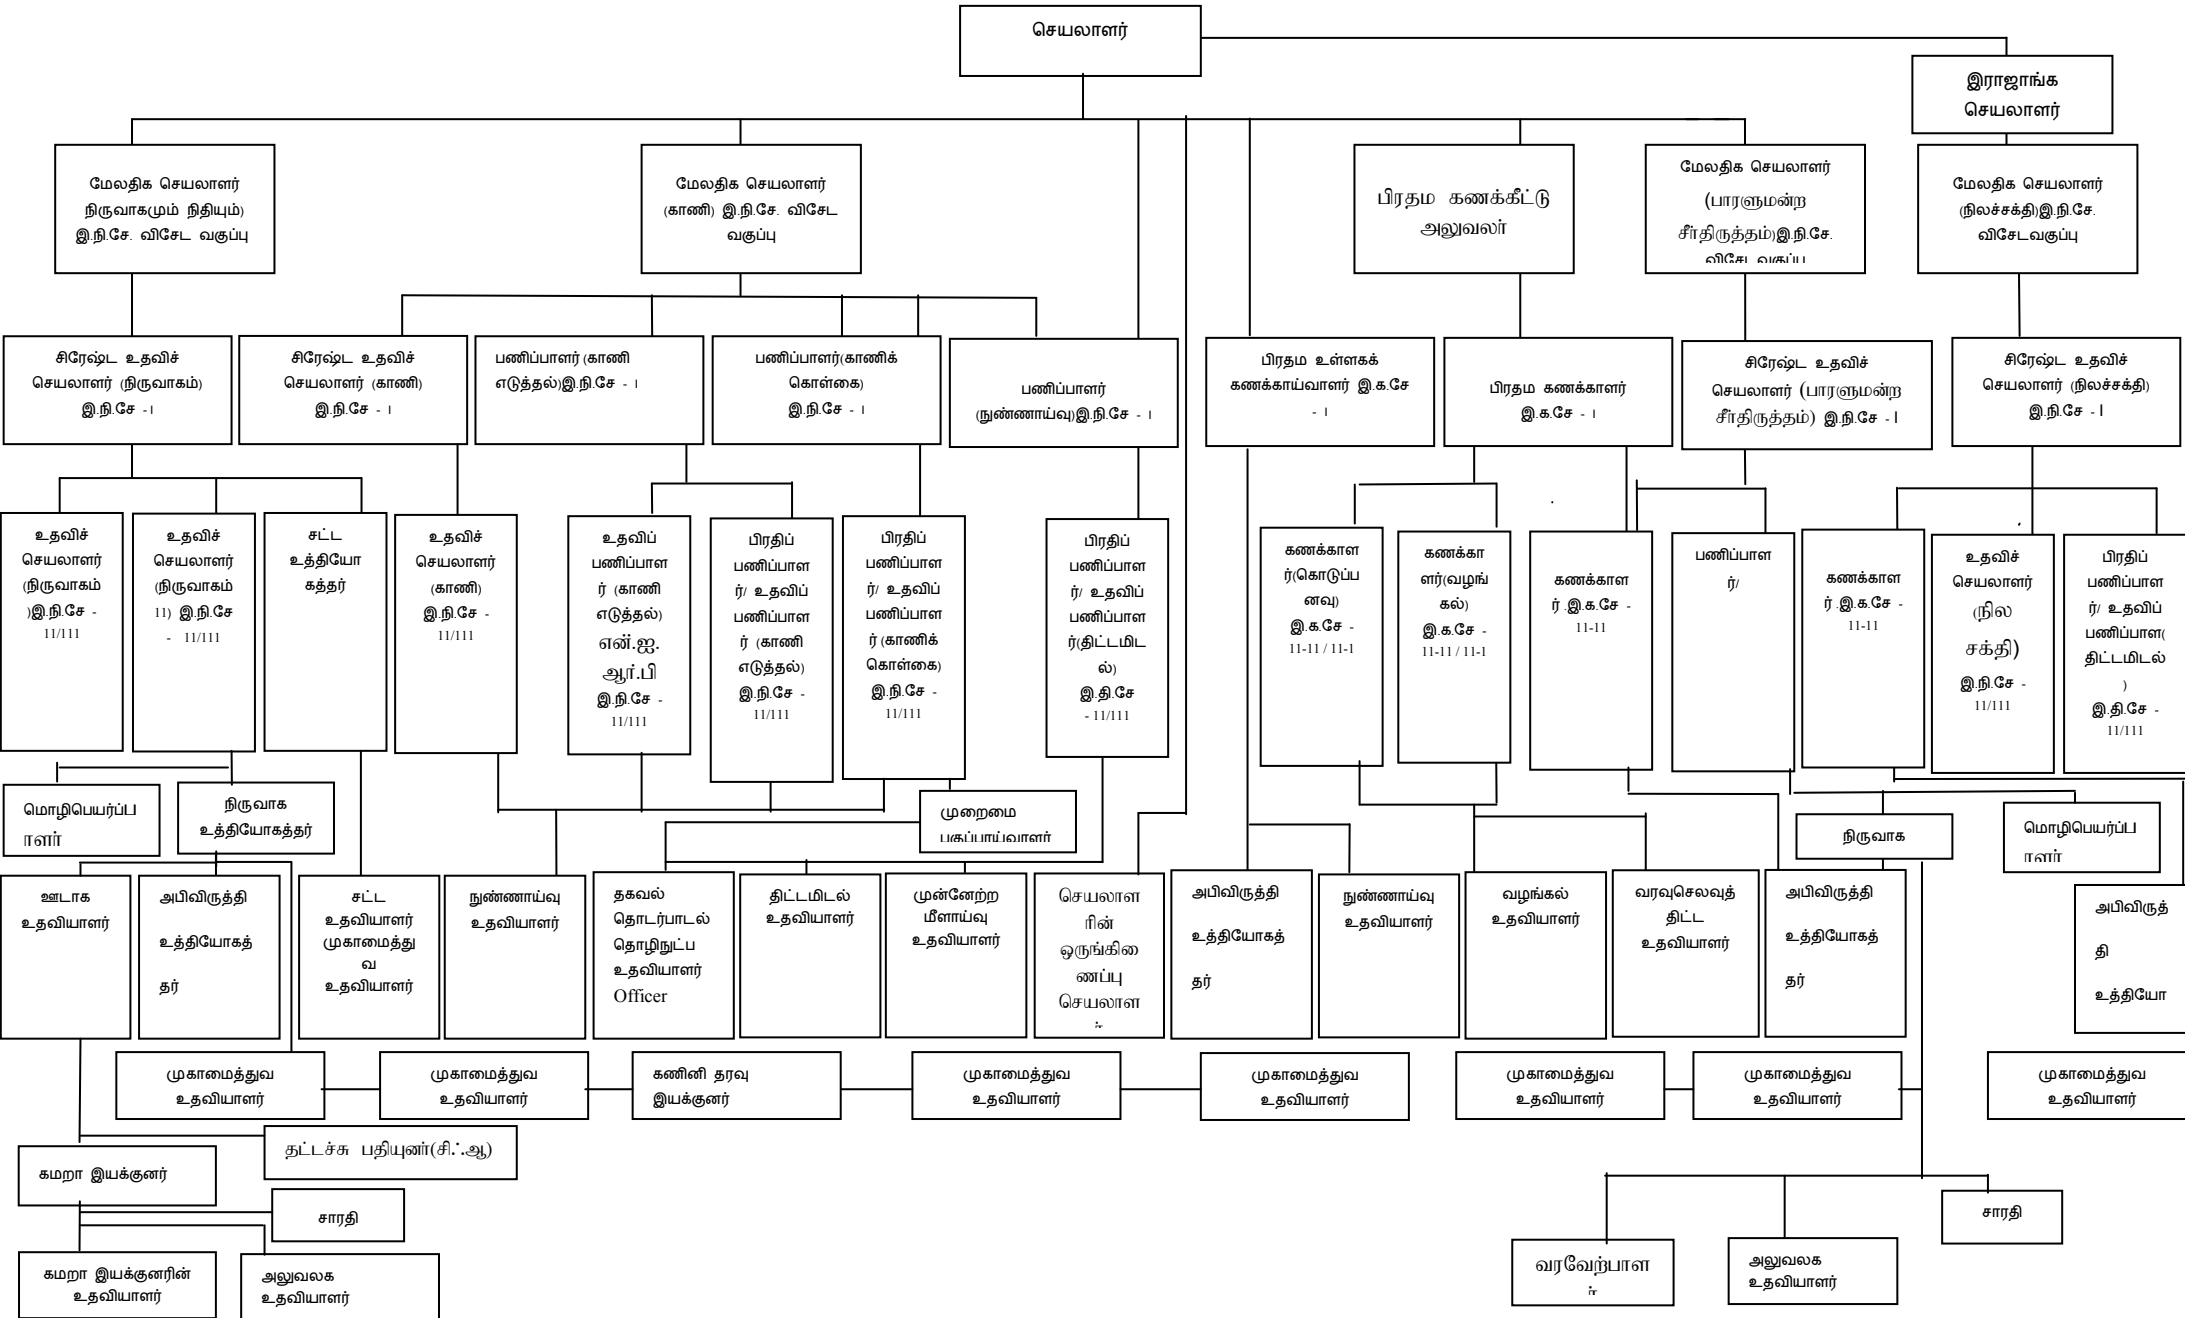 செயலாளர்
இராஜாங்க
செயலாளர்
மேலதிக செயலாளர்
நிருவாகமும் நிதியும்)
இ.நி.சே. விசேட வகுப்பு
மேலதிக செயலாளர்
(காணி) இ.நி.சே. விசேட
வகுப்பு
பிரதம கணக்கீட்டு
அலுவலர்
மேலதிக செயலாளர்
(பாரளுமன்ற
சீர்திருத்தம்)இ.நி.சே.
விசேட வகுப்பு
மேலதிக செயலாளர்
(நிலச்சக்தி)இ.நி.சே.
விசேடவகுப்பு
சிரேஷ்ட உதவிச்
செயலாளர் (நிருவாகம்)
இ.நி.சே -I
சிரேஷ்ட உதவிச்
செயலாளர் (காணி)
இ.நி.சே - I
பணிப்பாளர் (காணி
எடுத்தல்)இ.நி.சே - I
பணிப்பாளர்(காணிக்
கொள்கை)
இ.நி.சே - I
பணிப்பாளர்
(நுண்ணாய்வு)இ.நி.சே - I
பிரதம உள்ளகக்
கணக்காய்வாளர் இ.க.சே
- I
பிரதம கணக்காளர்
இ.க.சே - I
சிரேஷ்ட உதவிச்
செயலாளர் (பாரளுமன்ற
சீர்திருத்தம்) இ.நி.சே - I
சிரேஷ்ட உதவிச்
செயலாளர் (நிலச்சக்தி)
இ.நி.சே - I
உதவிச்
செயலாளர்
(நிருவாகம்
)இ.நி.சே -
11/111
உதவிச்
செயலாளர்
(நிருவாகம்
11) இ.நி.சே
- 11/111
சட்ட
உத்தியோ
கத்தர்
உதவிச்
செயலாளர்
(காணி)
இ.நி.சே -
11/111
உதவிப்
பணிப்பாள
ர் (காணி
எடுத்தல்)
என்.ஐ.
ஆர்.பி
இ.நி.சே -
11/111
பிரதிப்
பணிப்பாள
ர்/ உதவிப்
பணிப்பாள
ர் (காணி
எடுத்தல்)
இ.நி.சே -
11/111
பிரதிப்
பணிப்பாள
ர்/ உதவிப்
பணிப்பாள
ர் (காணிக்
கொள்கை)
இ.நி.சே -
11/111
பிரதிப்
பணிப்பாள
ர்/ உதவிப்
பணிப்பாள
ர்(திட்டமிட
ல்)
இ.தி.சே
- 11/111
கணக்காள
ர்(கொடுப்ப
னவு)
இ.க.சே -
11-11 / 11-1
கணக்கா
ளர்(வழங்
கல்)
இ.க.சே -
11-11 / 11-1
கணக்காள
ர் .இ.க.சே -
11-11
பணிப்பாள
ர்/
கணக்காள
ர் .இ.க.சே -
11-11
உதவிச்
செயலாளர்
(நில
சக்தி)
இ.நி.சே -
11/111
பிரதிப்
பணிப்பாள
ர்/ உதவிப்
பணிப்பாள(
திட்டமிடல்
)
இ.தி.சே -
11/111
மொழிபெயர்ப்ப
ாளர்
நிருவாக
உத்தியோகத்தர்
முறைமை
பகுப்பாய்வாளர்
நிருவாக
மொழிபெயர்ப்ப
ாளர்
ஊடாக
உதவியாளர்
அபிவிருத்தி
உத்தியோகத்
தர்
சட்ட
உதவியாளர்
முகாமைத்து
வ
உதவியாளர்
நுண்ணாய்வு
உதவியாளர்
தகவல்
தொடர்பாடல்
தொழிநுட்ப
உதவியாளர்
Officer
திட்டமிடல்
உதவியாளர்
முன்னேற்ற
மீளாய்வு
உதவியாளர்
செயலாள
ரின்
ஒருங்கிணை
ணப்பு
செயலாள
ர்
அபிவிருத்தி
உத்தியோகத்
தர்
நுண்ணாய்வு
உதவியாளர்
வழங்கல்
உதவியாளர்
வரவுசெலவுத்
திட்ட
உதவியாளர்
அபிவிருத்தி
உத்தியோகத்
தர்
அபிவிருத்
தி
உத்தியோ
முகாமைத்துவ
உதவியாளர்
முகாமைத்துவ
உதவியாளர்
கணினி தரவு
இயக்குனர்
முகாமைத்துவ
உதவியாளர்
முகாமைத்துவ
உதவியாளர்
முகாமைத்துவ
உதவியாளர்
முகாமைத்துவ
உதவியாளர்
முகாமைத்துவ
உதவியாளர்
தட்டச்சு பதியுனர்(சி.்.ஆ)
கமறா இயக்குனர்
சாரதி
சாரதி
கமறா இயக்குனரின்
உதவியாளர்
அலுவலக
உதவியாளர்
வரவேற்பாள
ர்
அலுவலக
உதவியாளர்